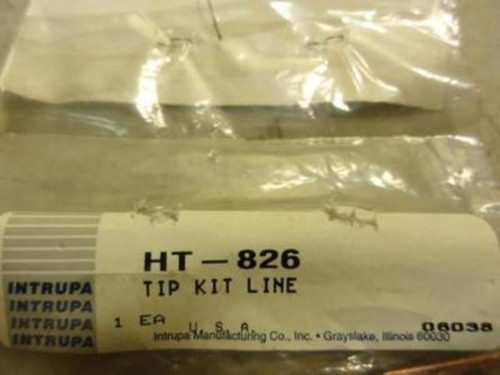 HT-826
TIP KIT LINE
INTRUPA
INTRUPA
INTRUPA
INTRUPA
1 EA U S A 06038
Intrupa Manufacturing Co., Inc. • Grayslake, Illinois 60030